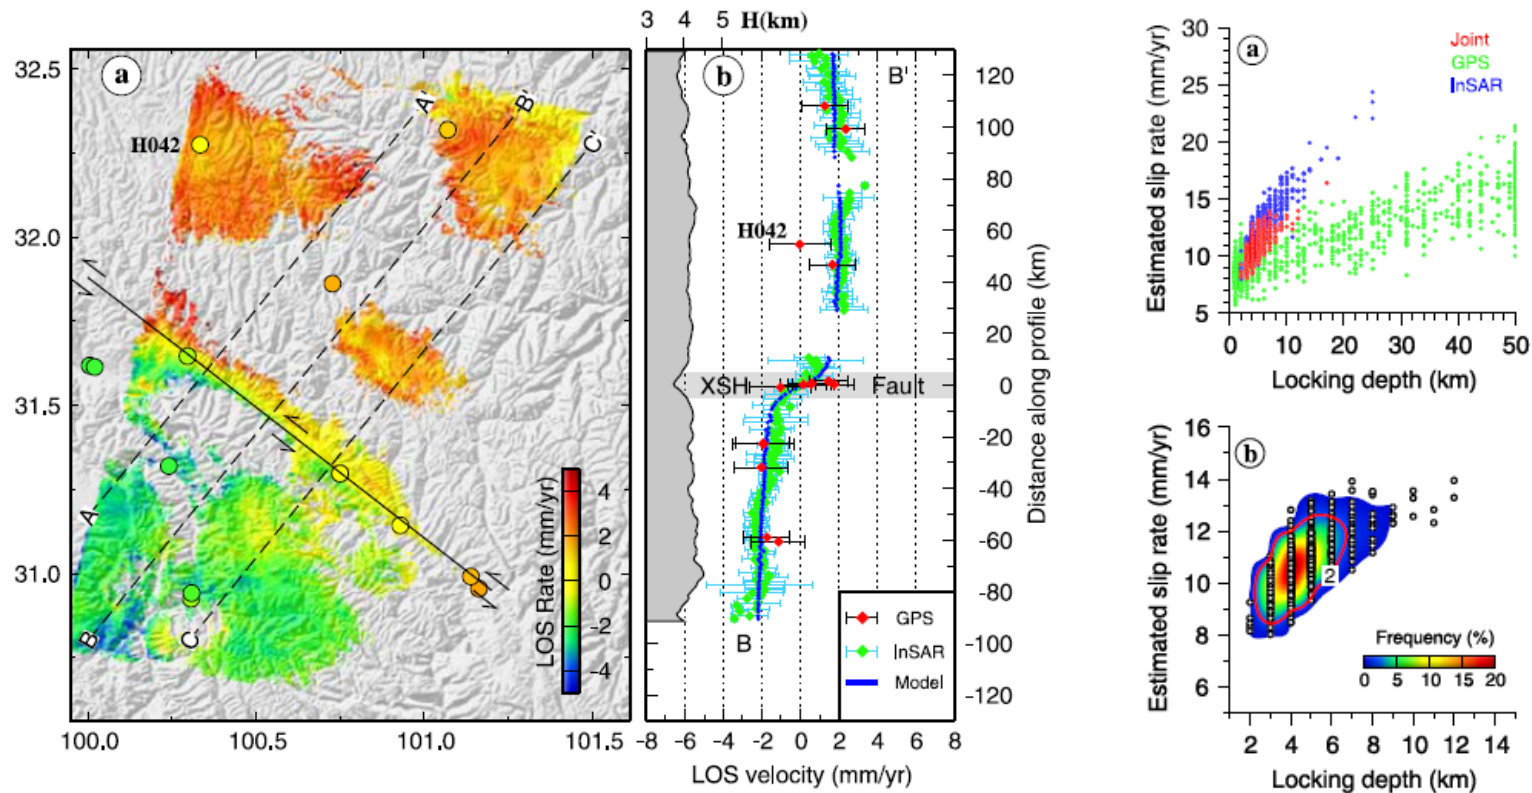 a
H042
A'
B'
C'
A
B
C
32.5
32.0
31.5
31.0
100.0 100.5 101.0 101.5
LOS Rate (mm/yr)
4
2
0
-2
-4
3 4 5 H(km)
b
B'
H042
XSH Fault
B
GPS
InSAR
Model
-8 -6 -4 -2 0 2 4 6 8
LOS velocity (mm/yr)
120
100
80
60
40
20
0
-20
-40
-60
-80
-100
-120
Distance along profile (km)
a
Joint
GPS
InSAR
30
25
20
15
10
5
0 10 20 30 40 50
Estimated slip rate (mm/yr)
Locking depth (km)
b
16
14
12
10
8
6
2
Frequency (%)
0 5 10 15 20
2 4 6 8 10 12 14
Estimated slip rate (mm/yr)
Locking depth (km)